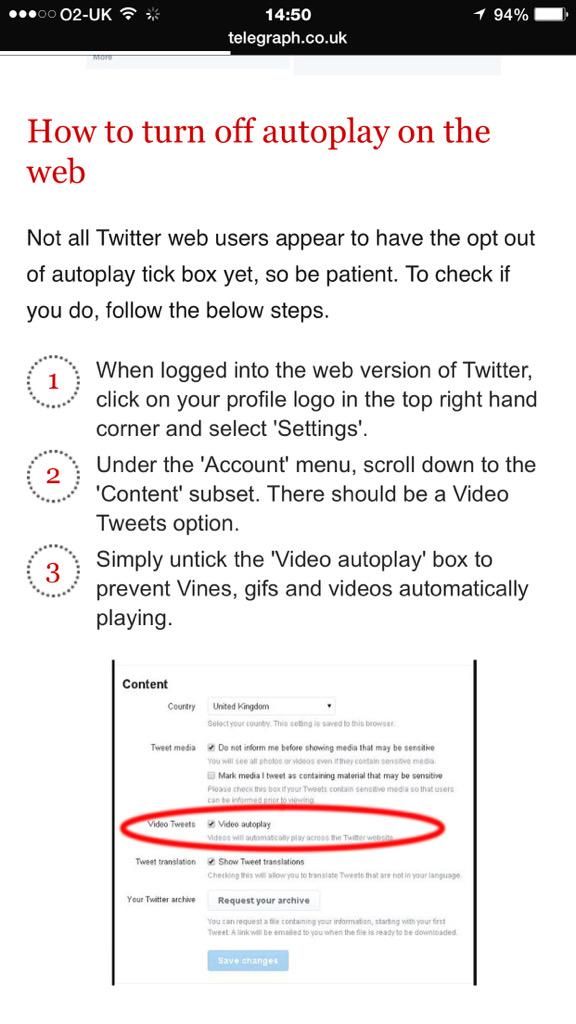 O2-UK 14:50 94%
telegraph.co.uk
More
How to turn off autoplay on the
web
Not all Twitter web users appear to have the opt out
of autoplay tick box yet, so be patient. To check if
you do, follow the below steps.
1 When logged into the web version of Twitter,
click on your profile logo in the top right hand
corner and select 'Settings'.
2 Under the 'Account' menu, scroll down to the
'Content' subset. There should be a Video
Tweets option.
3 Simply untick the 'Video autoplay' box to
prevent Vines, gifs and videos automatically
playing.
Content
Country United Kingdom
Select your country. This setting is saved to this browser.
Tweet media Do not inform me before showing media that may be sensitive
You will see all photos or videos even if they contain sensitive media.
Mark media I tweet as containing material that may be sensitive
Please check this box if your Tweets contain sensitive media so that users
can be informed prior to viewing.
Video Tweets Video autoplay
Videos will automatically play across the Twitter website.
Tweet translation Show Tweet translations
Checking this will allow you to translate Tweets that are not in your language.
Your Twitter archive Request your archive
You can request a file containing your information, starting with your first
Tweet. A link will be emailed to you when the file is ready to be downloaded.
Save changes